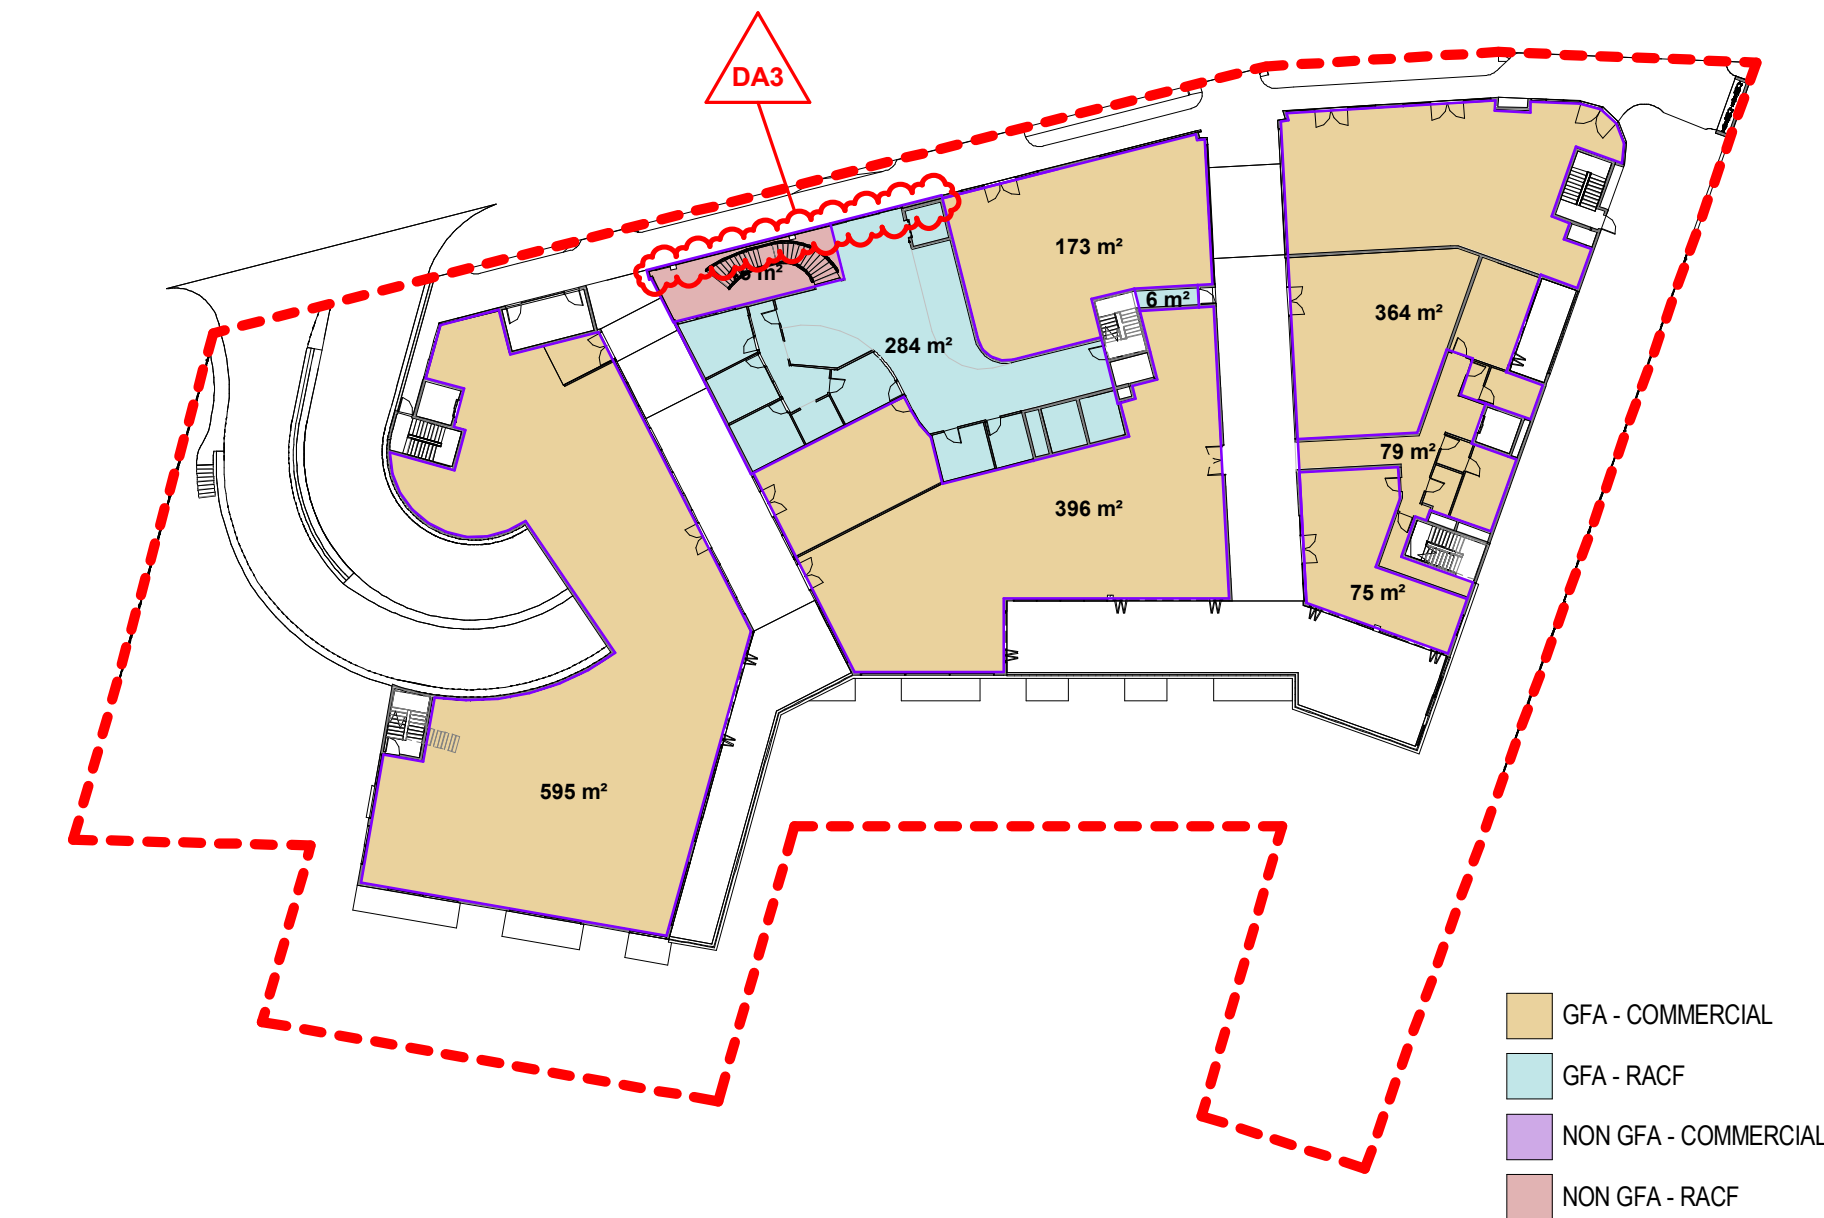 DA3
173 m²
6 m²
364 m²
284 m²
79 m²
396 m²
75 m²
595 m²
GFA - COMMERCIAL
GFA - RACF
NON GFA - COMMERCIAL
NON GFA - RACF